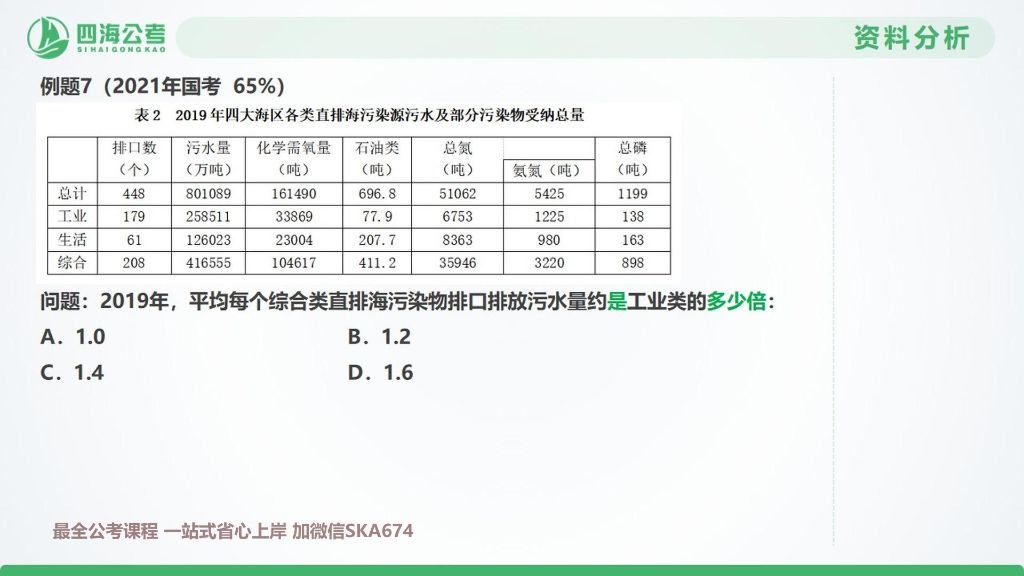 四海公考
SIHAIGONGKAO
资料分析
例题7（2021年国考 65%）
表 2 2019 年四大海区各类直排海污染源污水及部分污染物受纳总量
排口数（个） 污水量（万吨） 化学需氧量（吨） 石油类（吨） 总氮（吨） 氨氮（吨） 总磷（吨）
总计 448 801089 161490 696.8 51062 5425 1199
工业 179 258511 33869 77.9 6753 1225 138
生活 61 126023 23004 207.7 8363 980 163
综合 208 416555 104617 411.2 35946 3220 898
问题：2019年，平均每个综合类直排海污染物排口排放污水量约是工业类的多少倍：
A．1.0 B．1.2
C．1.4 D．1.6
最全公考课程 一站式省心上岸 加微信SKA674